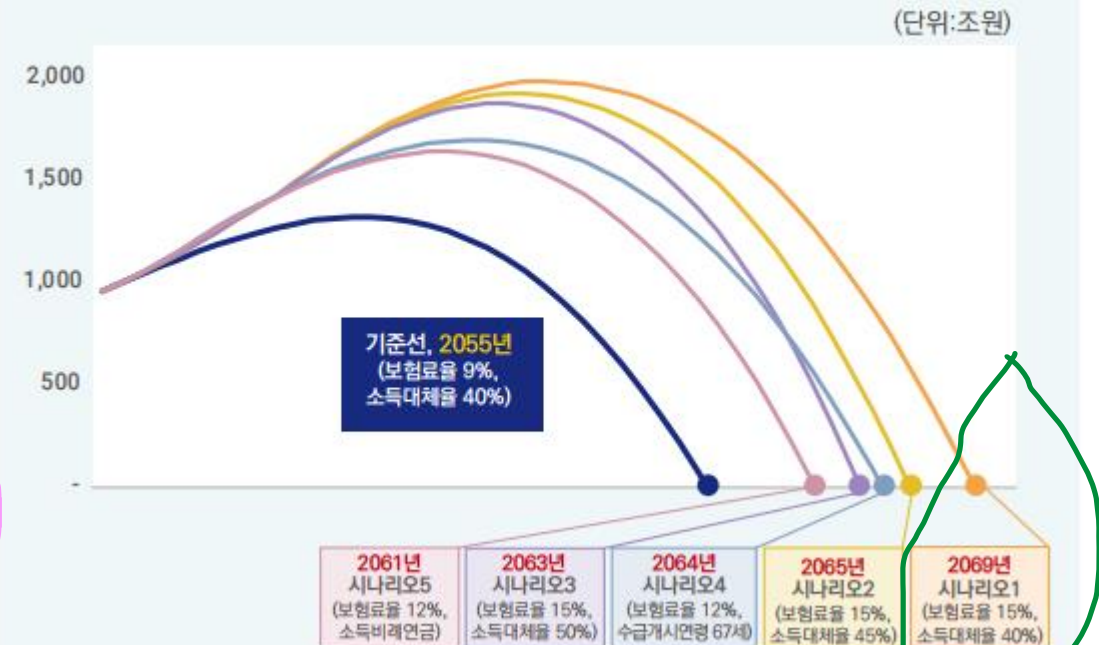 (단위:조원)
2,000
1,500
1,000
500
-
기준선, 2055년
(보험료율 9%,
소득대체율 40%)
2061년
시나리오5
(보험료율 12%,
소득비례연금)
2063년
시나리오3
(보험료율 15%,
소득대체율 50%)
2064년
시나리오4
(보험료율 12%,
수급개시연령 67세)
2065년
시나리오2
(보험료율 15%,
소득대체율 45%)
2069년
시나리오1
(보험료율 15%,
소득대체율 40%)